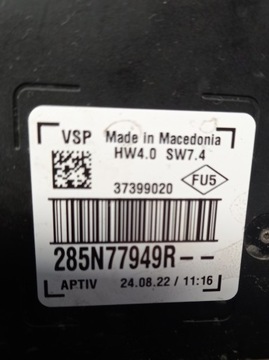 VSP Made in Macedonia
HW4.0 SW7.4
37399020
FU5
285N77949R--
APTIV 24.08.22 / 11:16